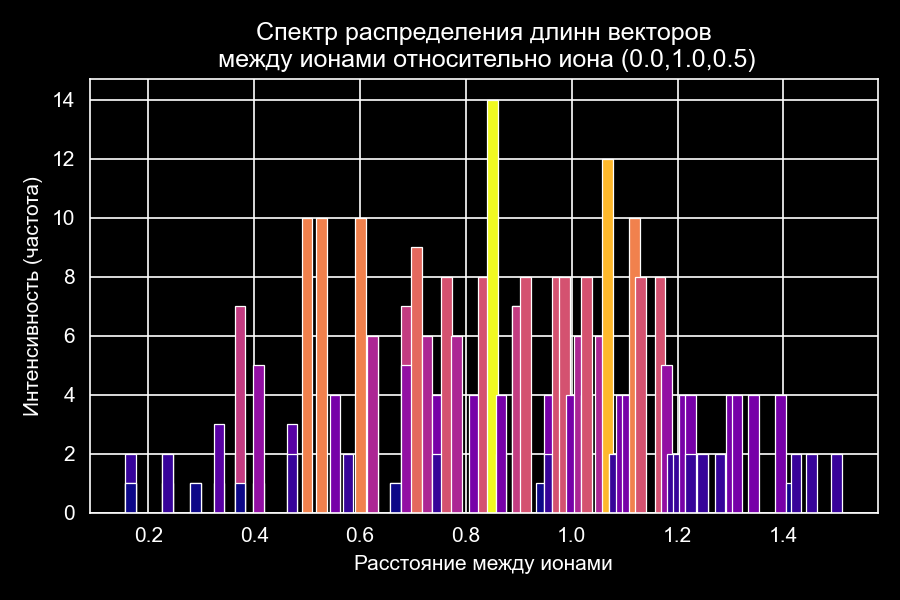 Спектр распределения длинн векторов
между ионами относительно иона (0.0,1.0,0.5)
14
12
10
8
6
4
2
0
Интенсивность (частота)
0.2 0.4 0.6 0.8 1.0 1.2 1.4
Расстояние между ионами